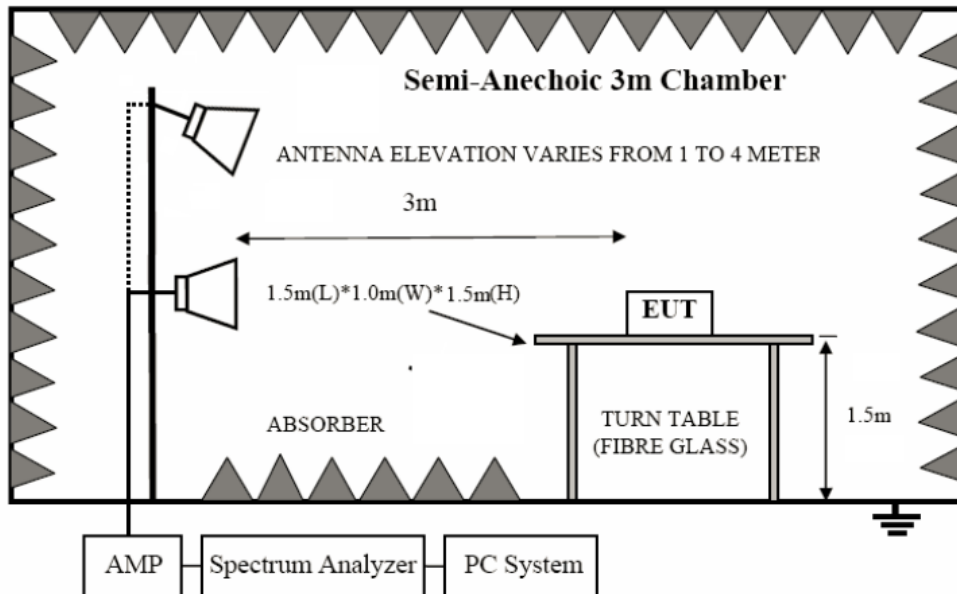 Semi-Anechoic 3m Chamber
ANTENNA ELEVATION VARIES FROM 1 TO 4 METER
3m
1.5m(L)*1.0m(W)*1.5m(H)
EUT
ABSORBER
TURN TABLE
(FIBRE GLASS)
1.5m
AMP
Spectrum Analyzer
PC System